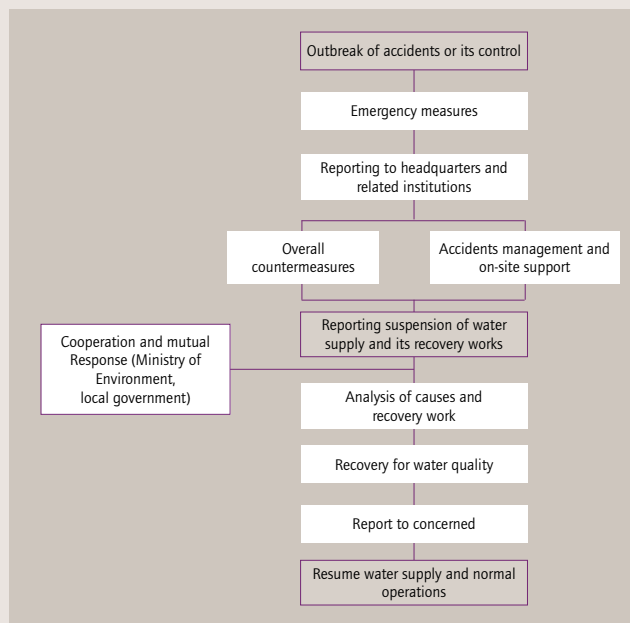 Outbreak of accidents or its control
Emergency measures
Reporting to headquarters and
related institutions
Overall
countermeasures
Accidents management and
on-site support
Reporting suspension of water
supply and its recovery works
Cooperation and mutual
Response (Ministry of
Environment,
local government)
Analysis of causes and
recovery work
Recovery for water quality
Report to concerned
Resume water supply and normal
operations